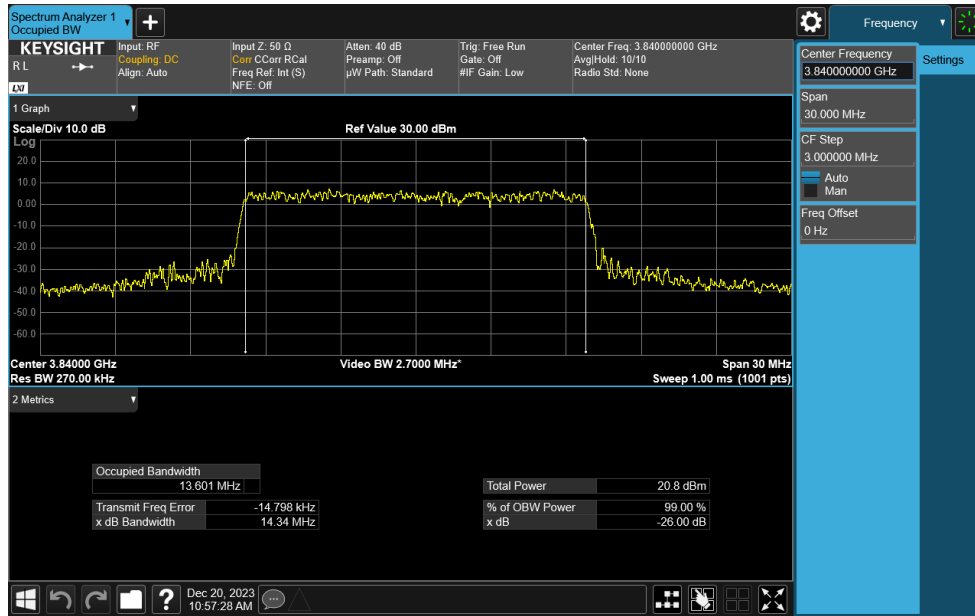 Spectrum Analyzer 1
Occupied BW
Frequency
KEYSIGHT
R L
LXI
Input: RF
Coupling: DC
Align: Auto
Input Z: 50 Ω
Corr CCorr RCal
Freq Ref: Int (S)
NFE: Off
Atten: 40 dB
Preamp: Off
µW Path: Standard
Trig: Free Run
Gate: Off
#IF Gain: Low
Center Freq: 3.840000000 GHz
Avg|Hold: 10/10
Radio Std: None
Center Frequency
3.840000000 GHz
Settings
Span
30.000 MHz
CF Step
3.000000 MHz
Auto
Man
Freq Offset
0 Hz
1 Graph
Scale/Div 10.0 dB
Ref Value 30.00 dBm
Log
20.0
10.0
0.00
-10.0
-20.0
-30.0
-40.0
-50.0
-60.0
Center 3.84000 GHz
Video BW 2.7000 MHz*
Span 30 MHz
Res BW 270.00 kHz
Sweep 1.00 ms (1001 pts)
2 Metrics
Occupied Bandwidth
13.601 MHz
Total Power 20.8 dBm
Transmit Freq Error -14.798 kHz
% of OBW Power 99.00 %
x dB Bandwidth 14.34 MHz
x dB -26.00 dB
Dec 20, 2023
10:57:28 AM